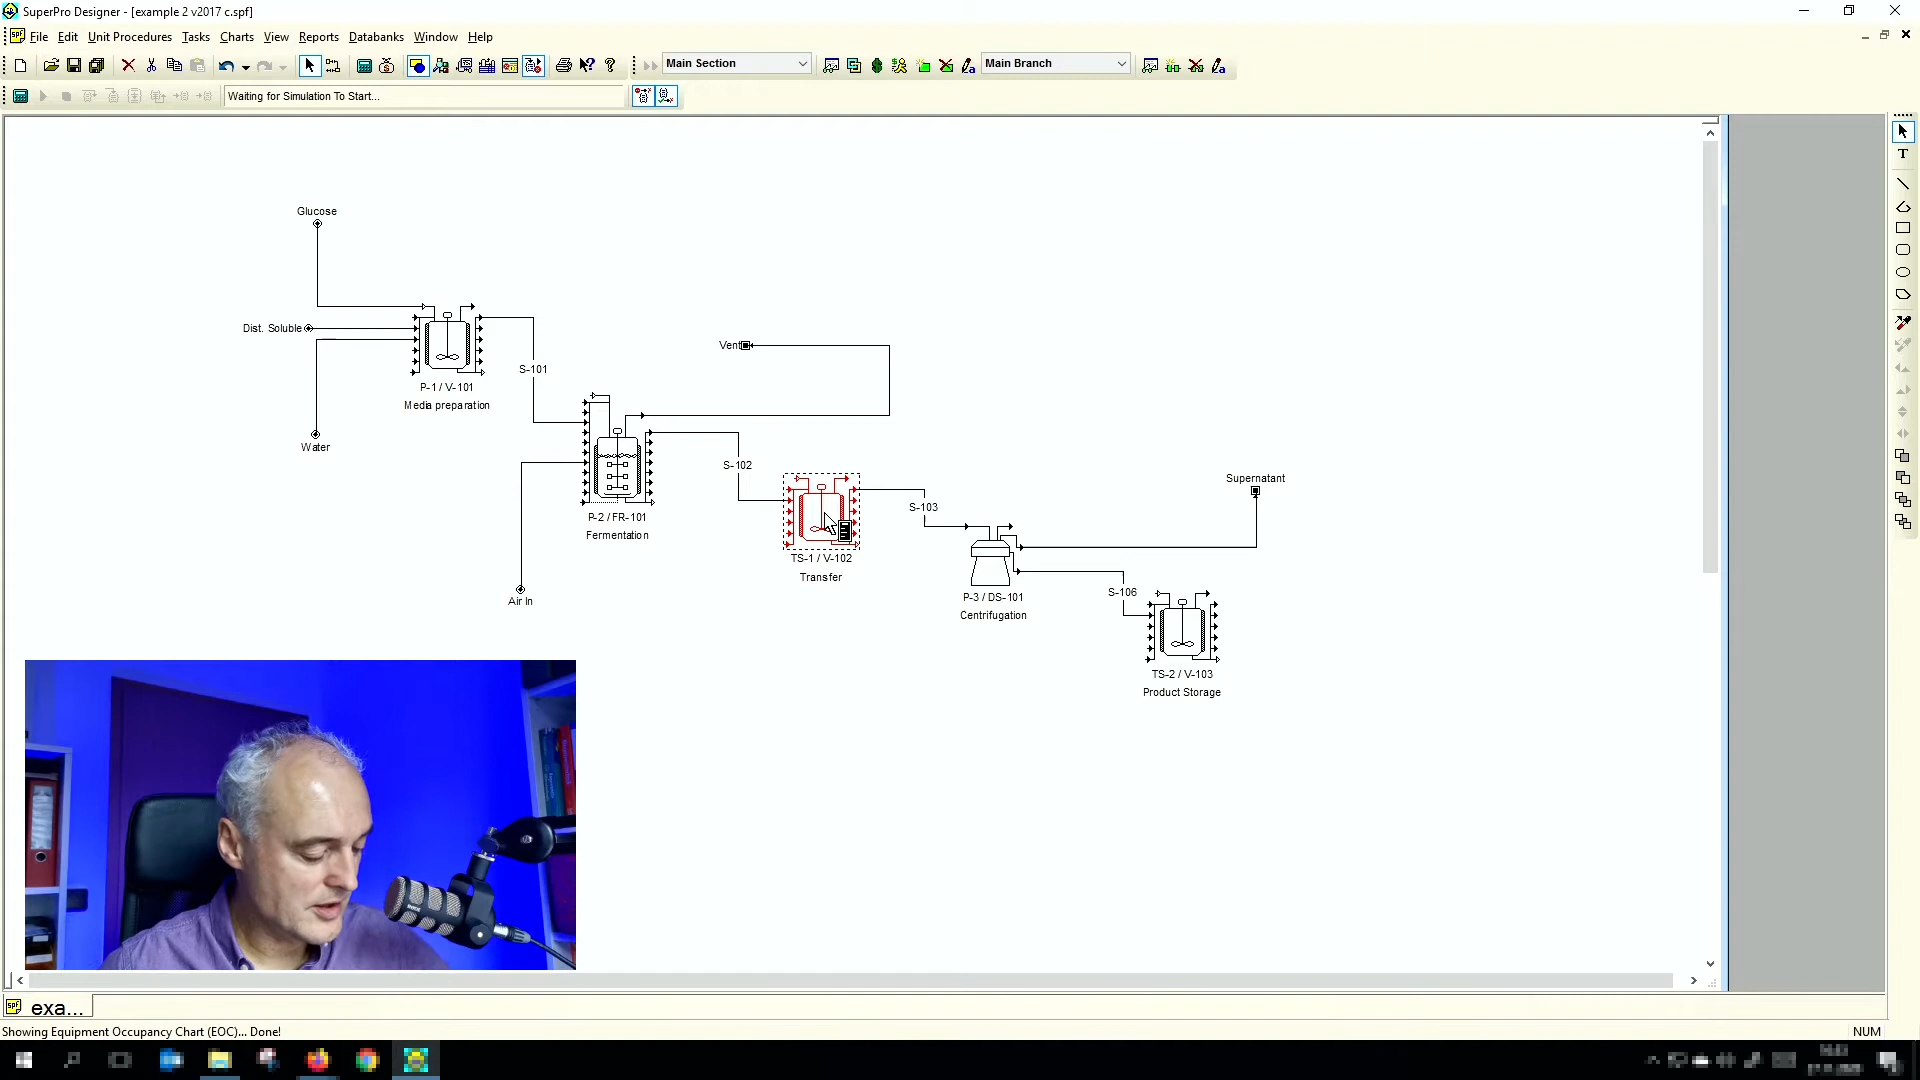 SuperPro Designer - [example 2 v2017 c.spf]
File Edit Unit Procedures Tasks Charts View Reports Databanks Window Help
Main Section
Main Branch
Waiting for Simulation To Start...
T
Glucose
Dist. Soluble
Water
P-1 / V-101
Media preparation
S-101
Vent
P-2 / FR-101
Fermentation
Air In
S-102
TS-1 / V-102
Transfer
S-103
Supernatant
P-3 / DS-101
Centrifugation
S-106
TS-2 / V-103
Product Storage
exa...
Showing Equipment Occupancy Chart (EOC)... Done!
NUM